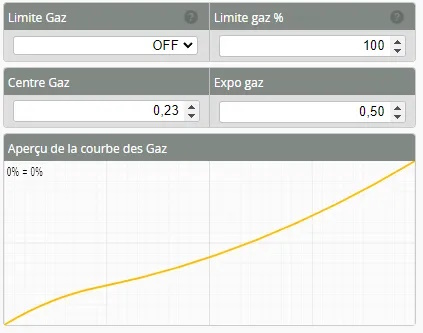 Limite Gaz ? Limite gaz % ?
OFF 100
Centre Gaz Expo gaz
0,23 0,50
Aperçu de la courbe des Gaz
0% = 0%